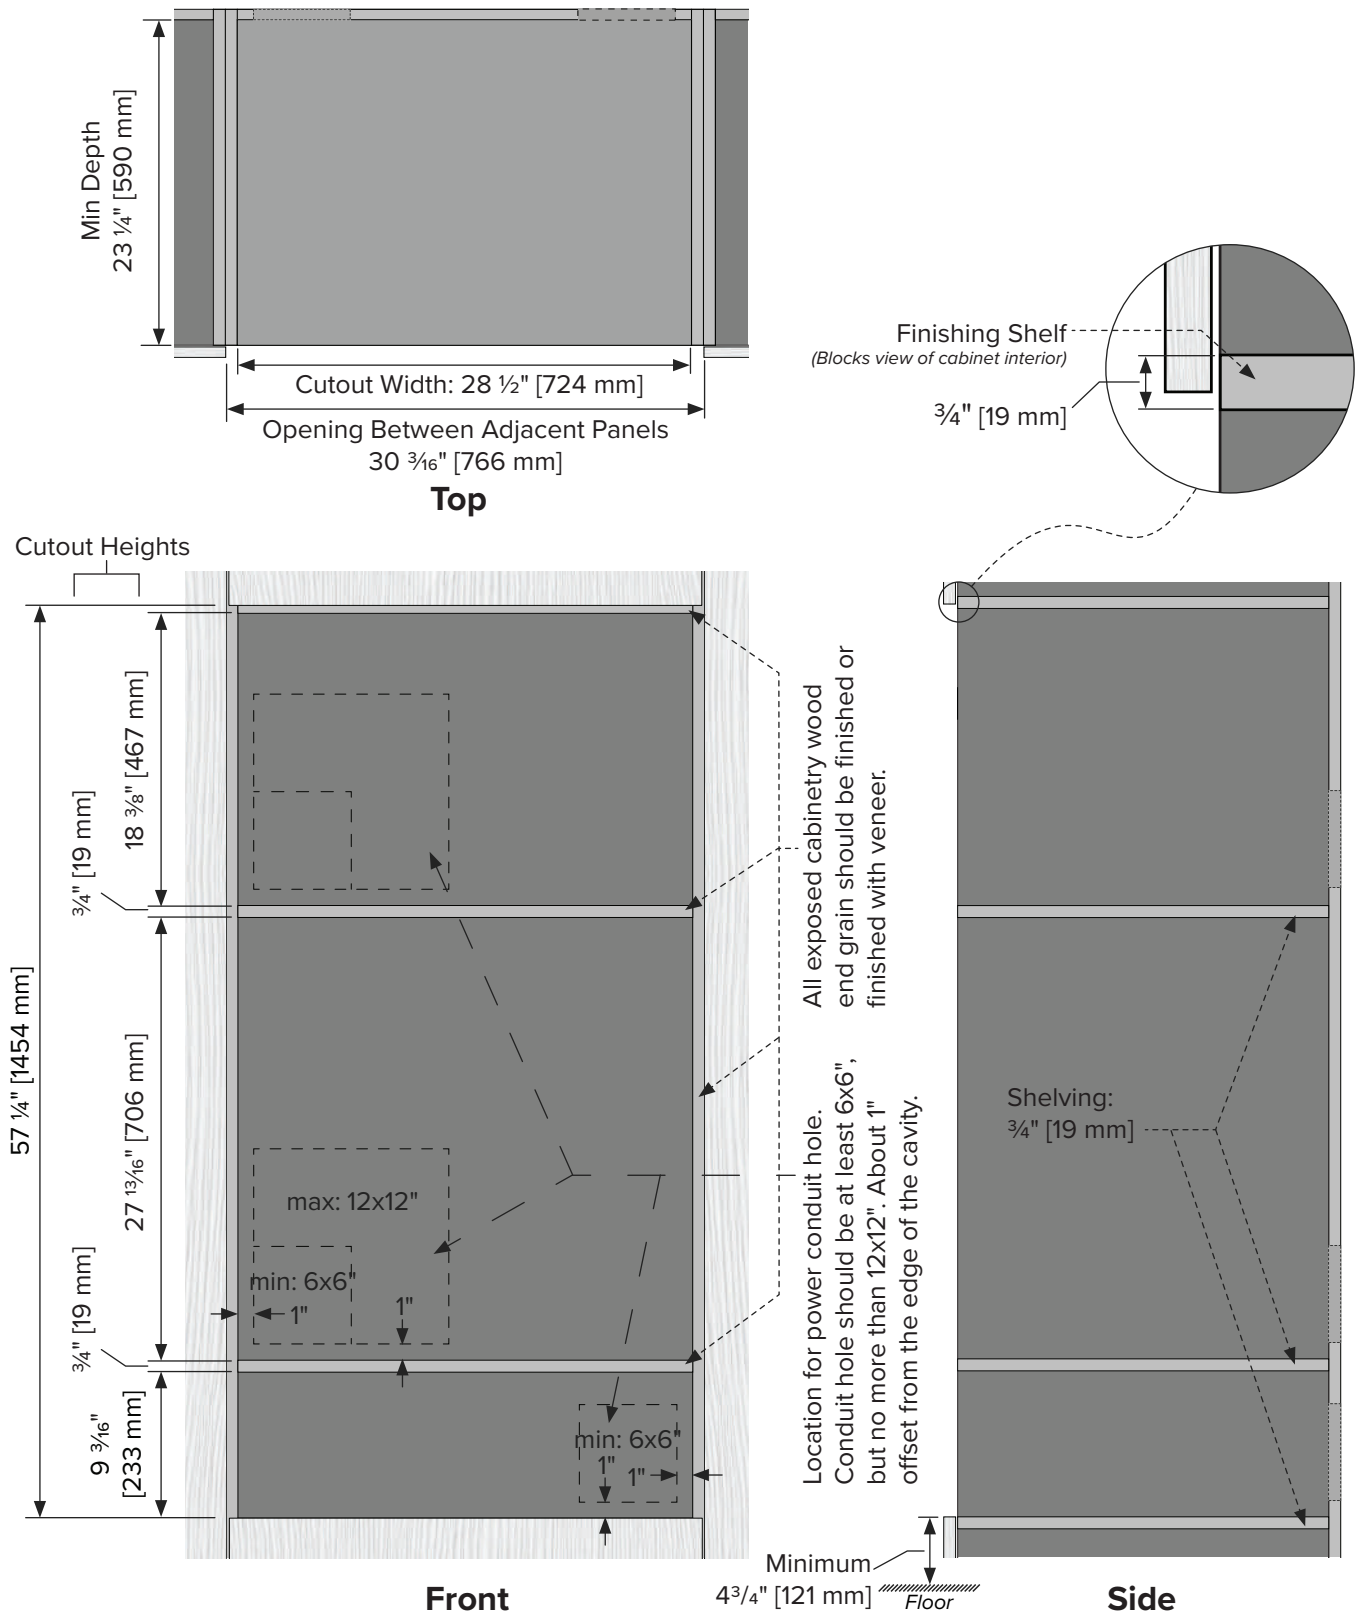 Min Depth
23 ¼" [590 mm]
Cutout Width: 28 ½" [724 mm]
Opening Between Adjacent Panels
30 ³⁄₁₆" [766 mm]
Top
Finishing Shelf
(Blocks view of cabinet interior)
¾" [19 mm]
Cutout Heights
57 ¼" [1454 mm]
18 ⅜" [467 mm]
¾" [19 mm]
27 ¹³⁄₁₆" [706 mm]
¾" [19 mm]
9 ³⁄₁₆"
[233 mm]
max: 12x12"
min: 6x6"
1"
1"
min: 6x6"
1"
1"
All exposed cabinetry wood
end grain should be finished or
finished with veneer.
Location for power conduit hole.
Conduit hole should be at least 6x6",
but no more than 12x12". About 1"
offset from the edge of the cavity.
Shelving:
¾" [19 mm]
Minimum
4³/₄" [121 mm]
Floor
Front
Side